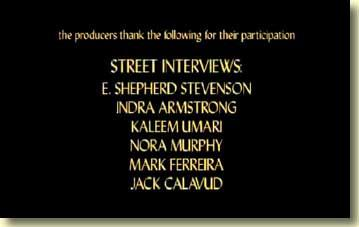 the producers thank the following for their participation
STREET INTERVIEWS:
E. SHEPHERD STEVENSON
INDRA ARMSTRONG
KALEEM UMARI
NORA MURPHY
MARK FERREIRA
JACK CALAVUD